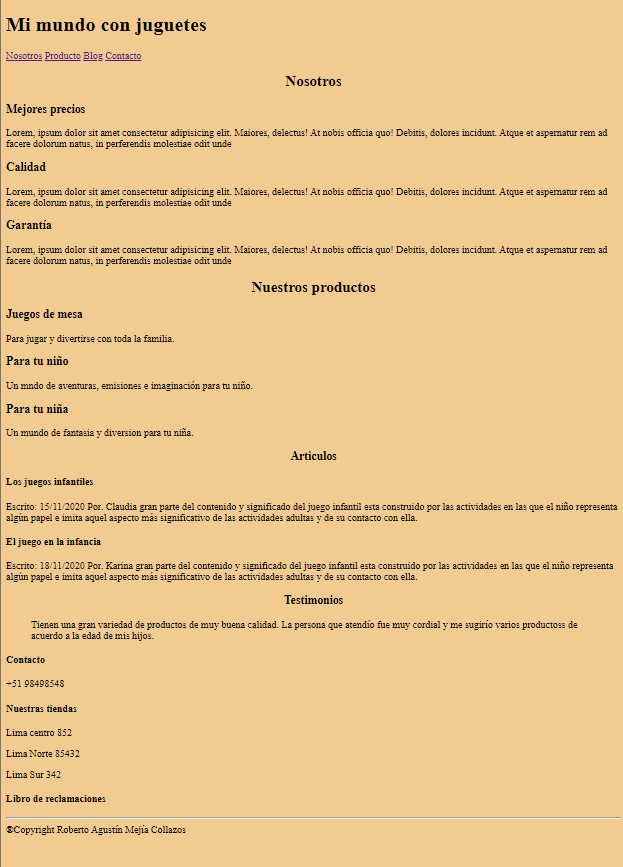 Mi mundo con juguetes
Nosotros Producto Blog Contacto
Nosotros
Mejores precios
Lorem, ipsum dolor sit amet consectetur adipisicing elit. Maiores, delectus! At nobis officia quo! Debitis, dolores incidunt. Atque et aspernatur rem ad
facere dolorum natus, in perferendis molestiae odit unde
Calidad
Lorem, ipsum dolor sit amet consectetur adipisicing elit. Maiores, delectus! At nobis officia quo! Debitis, dolores incidunt. Atque et aspernatur rem ad
facere dolorum natus, in perferendis molestiae odit unde
Garantía
Lorem, ipsum dolor sit amet consectetur adipisicing elit. Maiores, delectus! At nobis officia quo! Debitis, dolores incidunt. Atque et aspernatur rem ad
facere dolorum natus, in perferendis molestiae odit unde
Nuestros productos
Juegos de mesa
Para jugar y divertirse con toda la familia.
Para tu niño
Un mndo de aventuras, emisiones e imaginación para tu niño.
Para tu niña
Un mundo de fantasia y diversion para tu niña.
Articulos
Los juegos infantiles
Escrito: 15/11/2020 Por. Claudia gran parte del contenido y significado del juego infantil esta construido por las actividades en las que el niño representa
algún papel e imita aquel aspecto más significativo de las actividades adultas y de su contacto con ella.
El juego en la infancia
Escrito: 18/11/2020 Por. Karina gran parte del contenido y significado del juego infantil esta construido por las actividades en las que el niño representa
algún papel e imita aquel aspecto más significativo de las actividades adultas y de su contacto con ella.
Testimonios
Tienen una gran variedad de productos de muy buena calidad. La persona que atendío fue muy cordial y me sugirío varios productoss de
acuerdo a la edad de mis hijos.
Contacto
+51 98498548
Nuestras tiendas
Lima centro 852
Lima Norte 85432
Lima Sur 342
Libro de reclamaciones
®Copyright Roberto Agustín Mejía Collazos